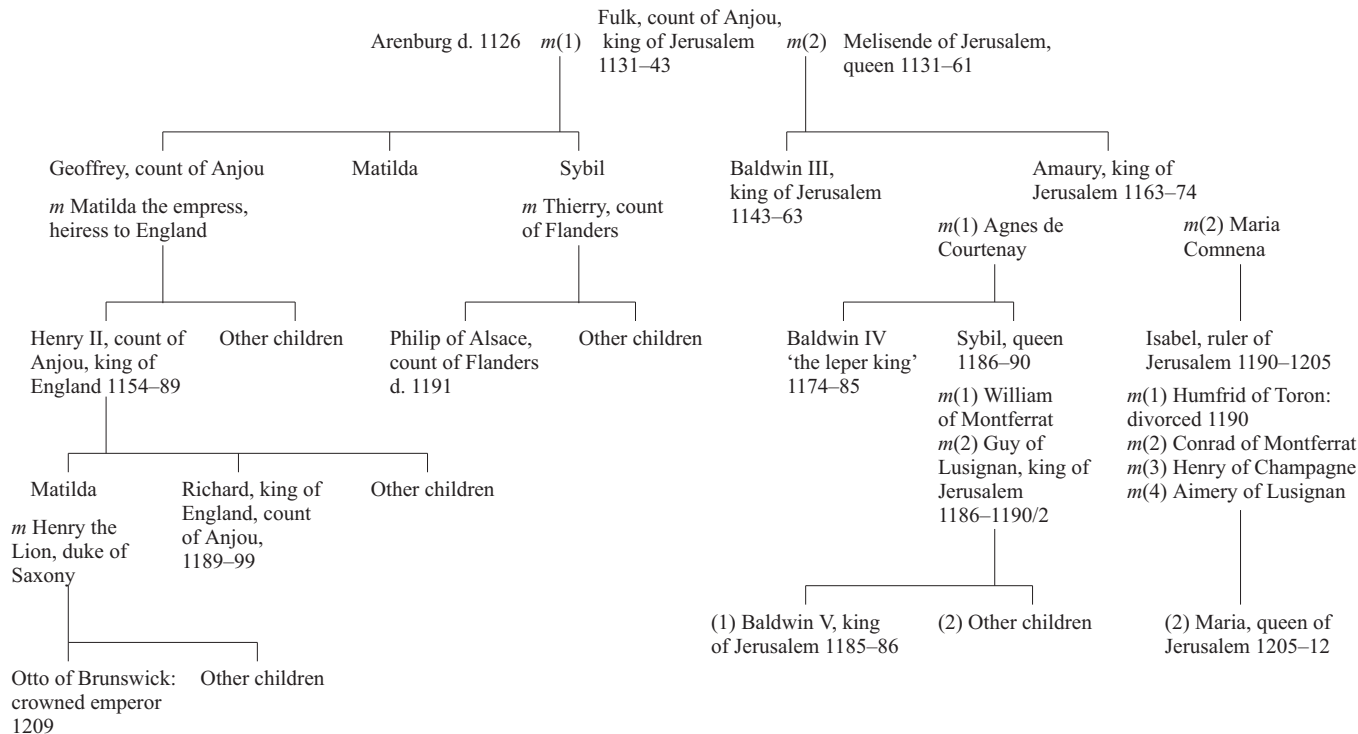 Arenburg d. 1126 m(1)
Fulk, count of Anjou,
king of Jerusalem
1131–43
m(2) Melisende of Jerusalem,
queen 1131–61
Geoffrey, count of Anjou
m Matilda the empress,
heiress to England
Matilda
Sybil
m Thierry, count
of Flanders
Baldwin III,
king of Jerusalem
1143–63
Amaury, king of
Jerusalem 1163–74
m(1) Agnes de
Courtenay
m(2) Maria
Comnena
Henry II, count of
Anjou, king of
England 1154–89
Other children
Philip of Alsace,
count of Flanders
d. 1191
Other children
Baldwin IV
‘the leper king’
1174–85
Sybil, queen
1186–90
m(1) William
of Montferrat
m(2) Guy of
Lusignan, king of
Jerusalem
1186–1190/2
Isabel, ruler of
Jerusalem 1190–1205
m(1) Humfrid of Toron:
divorced 1190
m(2) Conrad of Montferrat
m(3) Henry of Champagne
m(4) Aimery of Lusignan
Matilda
m Henry the
Lion, duke of
Saxony
Richard, king of
England, count
of Anjou,
1189–99
Other children
(1) Baldwin V, king
of Jerusalem 1185–86
(2) Other children
(2) Maria, queen of
Jerusalem 1205–12
Otto of Brunswick:
crowned emperor
1209
Other children